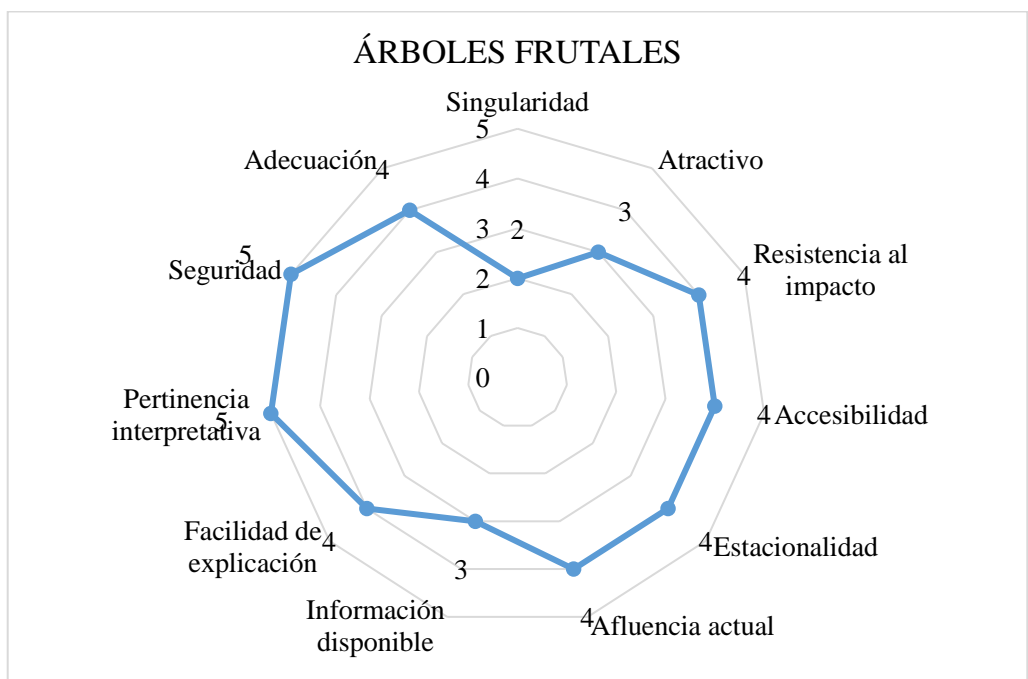 ÁRBOLES FRUTALES
Singularidad
5
Adecuación
4
Atractivo
4
3
3
2
5
Seguridad
Resistencia al
impacto
4
2
1
0
Pertinencia
interpretativa
5
4
Accesibilidad
Facilidad de
explicación
4
4
Estacionalidad
3
Información
disponible
4
Afluencia actual